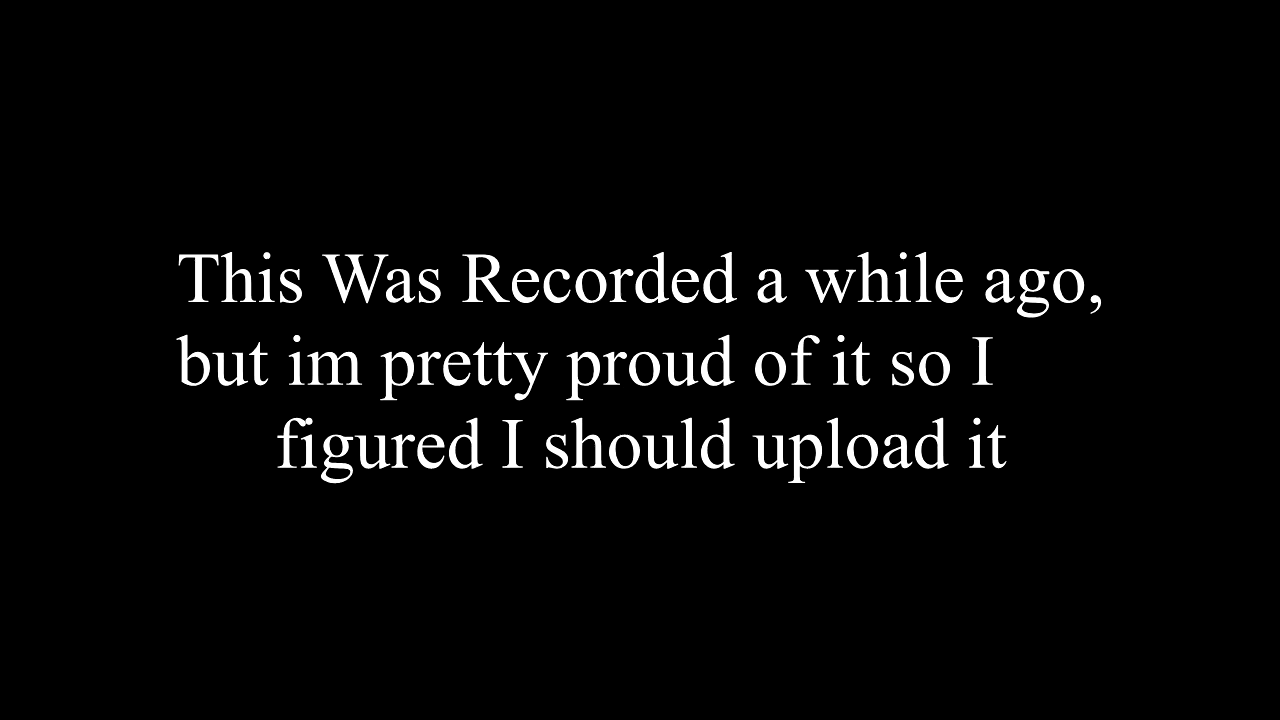 This Was Recorded a while ago,
but im pretty proud of it so I
figured I should upload it